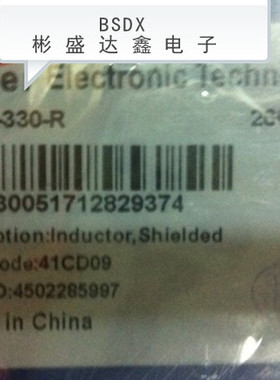 BSDX
彬盛达鑫电子
e Electronic Techn
-330-R
30051712829374
ption:Inductor,Shielded
ode:41CD09
D:4502285997
in China